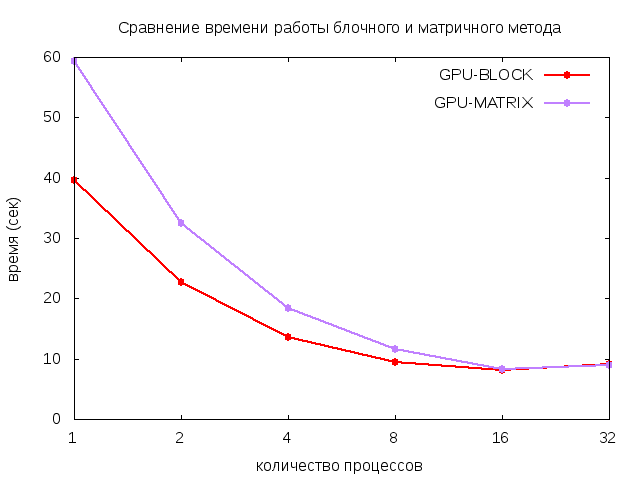 Сравнение времени работы блочного и матричного метода
60
50
40
30
20
10
0
время (сек)
GPU-BLOCK
GPU-MATRIX
1 2 4 8 16 32
количество процессов